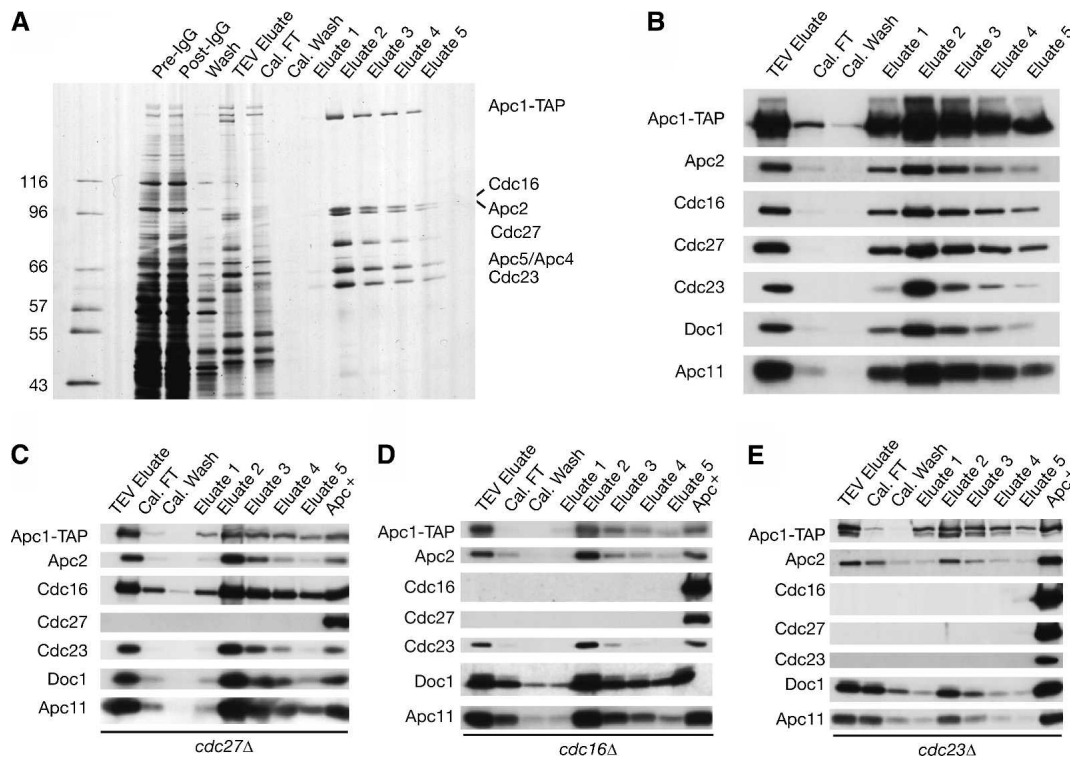 A
Pre-IgG
Post-IgG
Wash
TEV Eluate
Cal. FT
Cal. Wash
Eluate 1
Eluate 2
Eluate 3
Eluate 4
Eluate 5
116
96
66
57
55
43
Apc1-TAP
Cdc16
Apc2
Cdc27
Apc5/Apc4
Cdc23
B
TEV Eluate
Cal. FT
Cal. Wash
Eluate 1
Eluate 2
Eluate 3
Eluate 4
Eluate 5
Apc1-TAP
Apc2
Cdc16
Cdc27
Cdc23
Doc1
Apc11
C
TEV Eluate
Cal. FT
Cal. Wash
Eluate 1
Eluate 2
Eluate 3
Eluate 4
Eluate 5
Apc+
Apc1-TAP
Apc2
Cdc16
Cdc27
Cdc23
Doc1
Apc11
cdc27Δ
D
TEV Eluate
Cal. FT
Cal. Wash
Eluate 1
Eluate 2
Eluate 3
Eluate 4
Eluate 5
Apc+
Apc1-TAP
Apc2
Cdc16
Cdc27
Cdc23
Doc1
Apc11
cdc16Δ
E
TEV Eluate
Cal. FT
Cal. Wash
Eluate 1
Eluate 2
Eluate 3
Eluate 4
Eluate 5
Apc+
Apc1-TAP
Apc2
Cdc16
Cdc27
Cdc23
Doc1
Apc11
cdc23Δ